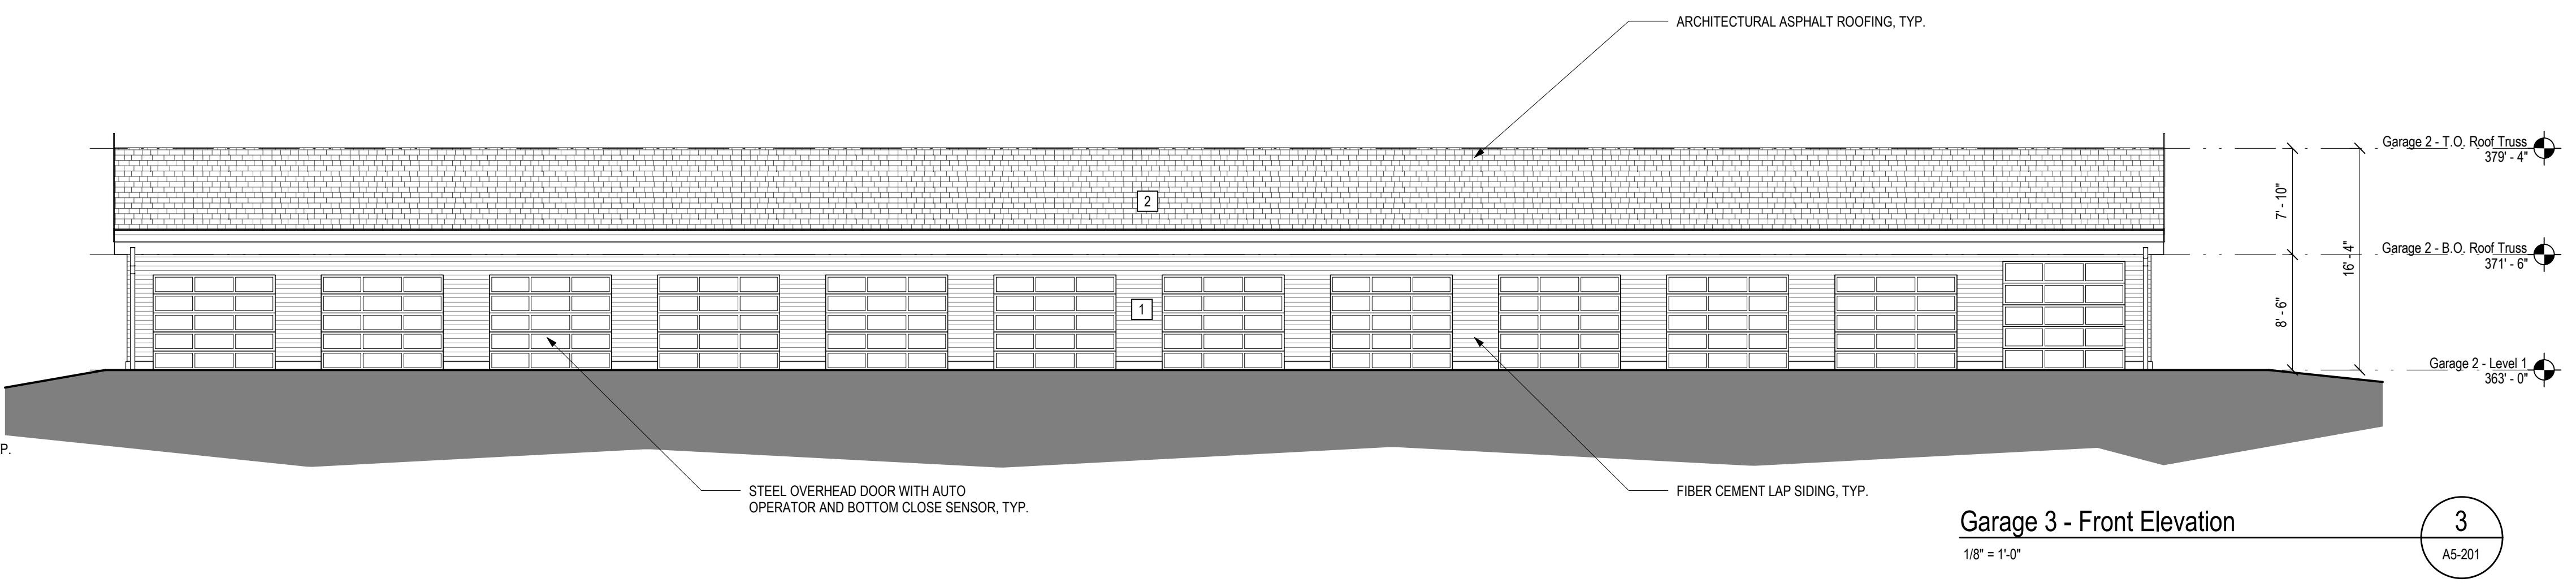 ARCHITECTURAL ASPHALT ROOFING, TYP.
Garage 2 - T.O. Roof Truss
379' - 4"
2
7' - 10"
16' - 4"
Garage 2 - B.O. Roof Truss
371' - 6"
1
8' - 6"
Garage 2 - Level 1
363' - 0"
P.
STEEL OVERHEAD DOOR WITH AUTO
OPERATOR AND BOTTOM CLOSE SENSOR, TYP.
FIBER CEMENT LAP SIDING, TYP.
Garage 3 - Front Elevation
1/8" = 1'-0"
3
A5-201